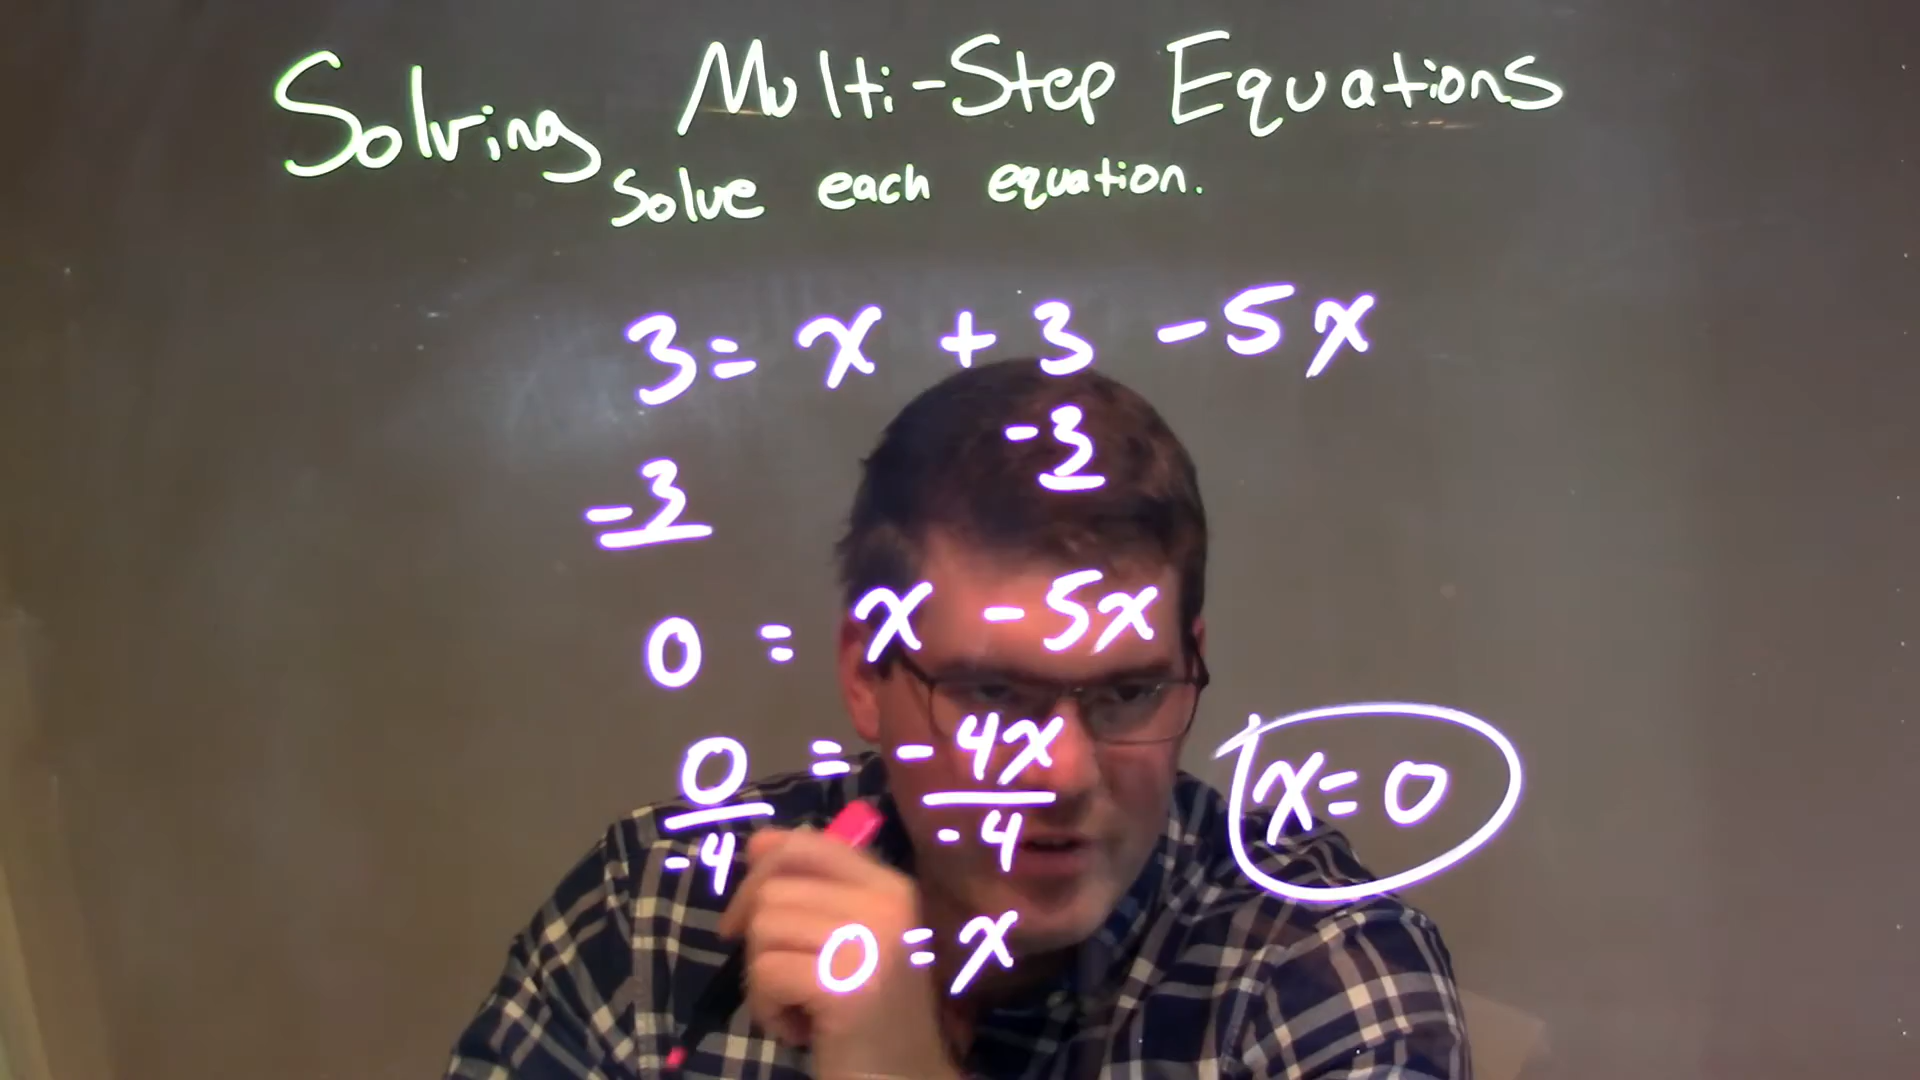 Solving Multi-Step Equations
Solve each equation.
3 = x + 3 - 5x
-3
-3
0 = x - 5x
0 = -4x
-4 -4
x = 0
0 = x